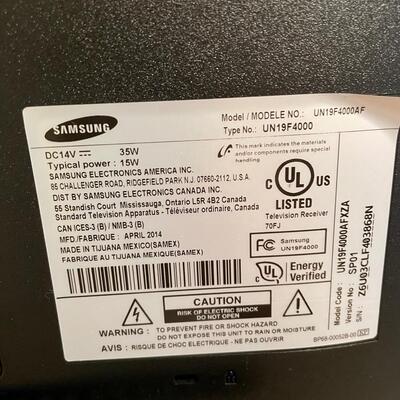 SAMSUNG
Model / MODELE NO.: UN19F4000AF
Type No.: UN19F4000
DC14V 35W
Typical power : 15W
SAMSUNG ELECTRONICS AMERICA INC.
85 CHALLENGER ROAD, RIDGEFIELD PARK N.J. 07660-2112, U.S.A.
DIST BY SAMSUNG ELECTRONICS CANADA INC.
55 Standish Court Mississauga, Ontario L5R 4B2 Canada
Standard Television Apparatus - Téléviseur ordinaire, Canada
CAN ICES-3 (B) / NMB-3 (B)
MFD./FABRIQUE : APRIL 2014
MADE IN TIJUANA MEXICO(SAMEX)
FABRIQUE AU TIJUANA MEXIQUE(SAMEX)
This mark indicates that
parts and/or components
require special handling
UL
LISTED
Television Receiver
70FJ
FC Samsung
UN19F4000
UL Energy
Verified
Model Code : UN19F4000AFXZA
Version No : SP01
S/N : Z6U03CLF403868N
CAUTION
RISK OF ELECTRIC SHOCK
DO NOT OPEN
WARNING : TO PREVENT FIRE OR SHOCK HAZARD
DO NOT EXPOSE THIS UNIT TO RAIN OR MOISTURE
AVIS : RISQUE DE CHOC ELECTRIQUE - NE PAS OUVRIR
BP68-00052B-00